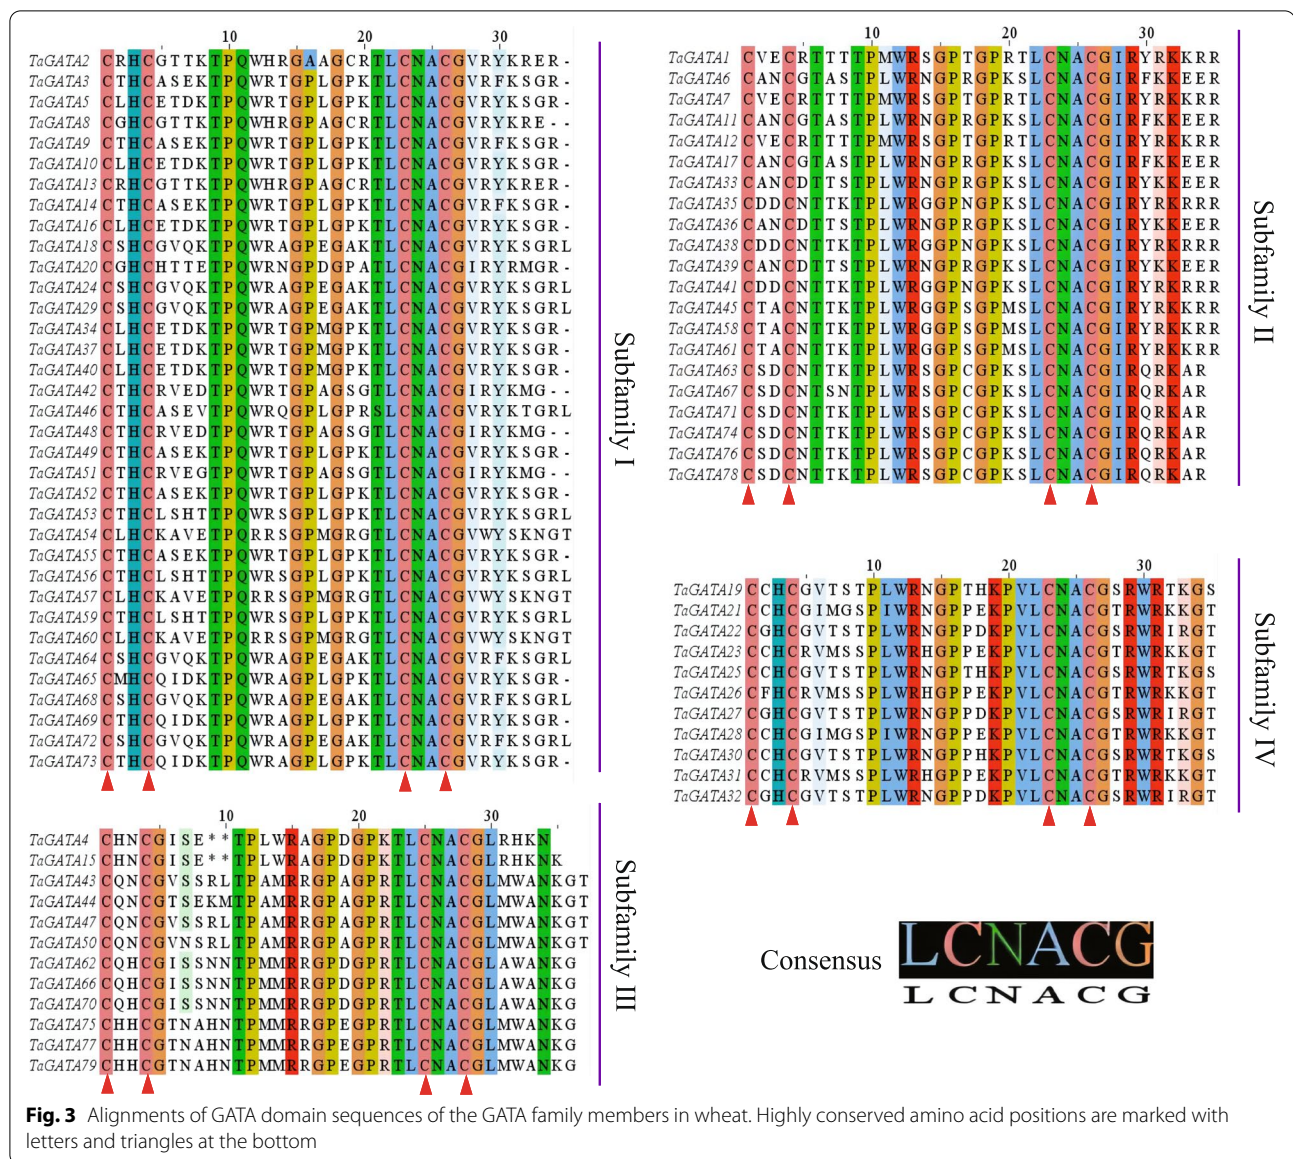 10 20 30
TaGATA2 CRHCGTTKTPQWHRGAAGCRTLCNACGVRYKRER-
TaGATA3 CTHCASEKTPQWRTGPLGPKTLCNACGVRYKSGR-
TaGATA5 CLHCETDKTPQWRTGPLGPKTLCNACGVRYKSGR-
TaGATA8 CGHCGTTKTPQWHRGPAGCRTLCNACGVRYKRE--
TaGATA9 CTHCASEKTPQWRTGPLGPKTLCNACGVRFKSGR-
TaGATA10 CLHCETDKTPQWRTGPLGPKTLCNACGVRYKSGR-
TaGATA13 CRHCGTTKTPQWHRGPAGCRTLCNACGVRYKRER-
TaGATA14 CTHCASEKTPQWRTGPLGPKTLCNACGVRFKSGR-
TaGATA16 CLHCETDKTPQWRTGPLGPKTLCNACGVRYKSGR-
TaGATA18 CSHCGVQKTPQWRAGPEGAKTLCNACGVRYKSGRL
TaGATA20 CGHCHTTETPQWRNGPDGPATLCNACGIRYRMGR-
TaGATA24 CSHCGVQKTPQWRAGPEGAKTLCNACGVRYKSGRL
TaGATA29 CSHCGVQKTPQWRAGPEGAKTLCNACGVRYKSGRL
TaGATA34 CLHCETDKTPQWRTGPMGPKTLCNACGVRYKSGR-
TaGATA37 CLHCETDKTPQWRTGPMGPKTLCNACGVRYKSGR-
TaGATA40 CLHCETDKTPQWRTGPMGPKTLCNACGVRYKSGR-
TaGATA42 CTHCRVEDTPQWRTGPAGSGTLCNACGIRYKMG--
TaGATA46 CTHCASEVTPQWRQGPLGPRSLCNACGVRYKTGRL
TaGATA48 CTHCRVEDTPQWRTGPAGSGTLCNACGIRYKMG--
TaGATA49 CTHCASEKTPQWRTGPLGPKTLCNACGVRYKSGR-
TaGATA51 CTHCRVEGTPQWRTGPAGSGTLCNACGIRYKMG--
TaGATA52 CTHCASEKTPQWRTGPLGPKTLCNACGVRYKSGR-
TaGATA53 CTHCLSHTTPQWRSGPLGPKTLCNACGVRYKSGRL
TaGATA54 CLHCKAVETPQRRSGPMGRGTLCNACGVWYSKNGT
TaGATA55 CTHCASEKTPQWRTGPLGPKTLCNACGVRYKSGR-
TaGATA56 CTHCLSHTTPQWRSGPLGPKTLCNACGVRYKSGRL
TaGATA57 CLHCKAVETPQRRSGPMGRGTLCNACGVWYSKNGT
TaGATA59 CTHCLSHTTPQWRSGPLGPKTLCNACGVRYKSGRL
TaGATA60 CLHCKAVETPQRRSGPMGRGTLCNACGVWYSKNGT
TaGATA64 CSHCGVQKTPQWRAGPEGAKTLCNACGVRFKSGRL
TaGATA65 CMHCQIDKTPQWRAGPLGPKTLCNACGVRYKSGR-
TaGATA68 CSHCGVQKTPQWRAGPEGAKTLCNACGVRFKSGRL
TaGATA69 CTHCQIDKTPQWRAGPLGPKTLCNACGVRYKSGR-
TaGATA72 CSHCGVQKTPQWRAGPEGAKTLCNACGVRFKSGRL
TaGATA73 CTHCQIDKTPQWRAGPLGPKTLCNACGVRYKSGR-
Subfamily I
10 20 30
TaGATA1 CVECRTTTTPMWRSGPTGPRTLCNACGIRYRKKRR
TaGATA6 CANCGTASTPLWRNGPRGPKSLCNACGIRFKKEER
TaGATA7 CVECRTTTTPMWRSGPTGPRTLCNACGIRYRKKRR
TaGATA11 CANCGTASTPLWRNGPRGPKSLCNACGIRFKKEER
TaGATA12 CVECRTTTTPMWRSGPTGPRTLCNACGIRYRKKRR
TaGATA17 CANCGTASTPLWRNGPRGPKSLCNACGIRFKKEER
TaGATA33 CANCDTTSTPLWRNGPRGPKSLCNACGIRYKKEER
TaGATA35 CDDCNTTKTPLWRGGPNGPKSLCNACGIRYRKRRR
TaGATA36 CANCDTTSTPLWRNGPRGPKSLCNACGIRYKKEER
TaGATA38 CDDCNTTKTPLWRGGPNGPKSLCNACGIRYRKRRR
TaGATA39 CANCDTTSTPLWRNGPRGPKSLCNACGIRYKKEER
TaGATA41 CDDCNTTKTPLWRGGPNGPKSLCNACGIRYRKRRR
TaGATA45 CTACNTTKTPLWRGGPSGPMSLCNACGIRYRKKRR
TaGATA58 CTACNTTKTPLWRGGPSGPMSLCNACGIRYRKKRR
TaGATA61 CTACNTTKTPLWRGGPSGPMSLCNACGIRYRKKRR
TaGATA63 CSDCNTTKTPLWRSGPCGPKSLCNACGIRQRKAR
TaGATA67 CSDCNTSNTPLWRSGPCGPKSLCNACGIRQRKAR
TaGATA71 CSDCNTTKTPLWRSGPCGPKSLCNACGIRQRKAR
TaGATA74 CSDCNTTKTPLWRSGPCGPKSLCNACGIRQRKAR
TaGATA76 CSDCNTTKTPLWRSGPCGPKSLCNACGIRQRKAR
TaGATA78 CSDCNTTKTPLWRSGPCGPKSLCNACGIRQRKAR
Subfamily II
10 20 30
TaGATA19 CCHCGVTSTPLWRNGPTHKPVLCNACGSRWRTKGS
TaGATA21 CCHCGIMGSPIWRNGPPEKPVLCNACGTRWRKKGT
TaGATA22 CGHCGVTSTPLWRNGPPDKPVLCNACGSRWRIRGT
TaGATA23 CCHCRVMSSPLWRHGPPEKPVLCNACGTRWRKKGT
TaGATA25 CCHCGVTSTPLWRNGPTHKPVLCNACGSRWRTKGS
TaGATA26 CFHCRVMSSPLWRHGPPEKPVLCNACGTRWRKKGT
TaGATA27 CGHCGVTSTPLWRNGPPDKPVLCNACGSRWRIRGT
TaGATA28 CCHCGIMGSPIWRNGPPEKPVLCNACGTRWRKKGT
TaGATA30 CCHCGVTSTPLWRNGPPHKPVLCNACGSRWRTKGS
TaGATA31 CCHCRVMSSPLWRHGPPEKPVLCNACGTRWRKKGT
TaGATA32 CGHCGVTSTPLWRNGPPDKPVLCNACGSRWRIRGT
Subfamily IV
10 20 30
TaGATA4 CHNCGISE**TPLWRAGPDGPKTLCNACGLRHKN
TaGATA15 CHNCGISE**TPLWRAGPDGPKTLCNACGLRHKNK
TaGATA43 CQNCGVSSRLTPAMRRGPAGPRTLCNACGLMWANKGT
TaGATA44 CQNCGTSEKMTPAMRRGPAGPRTLCNACGLMWANKGT
TaGATA47 CQNCGVSSRLTPAMRRGPAGPRTLCNACGLMWANKGT
TaGATA50 CQNCGVNSRLTPAMRRGPAGPRTLCNACGLMWANKGT
TaGATA62 CQHCGISSNNTPMMRRGPDGPRTLCNACGLAWANKG
TaGATA66 CQHCGISSNNTPMMRRGPDGPRTLCNACGLAWANKG
TaGATA70 CQHCGISSNNTPMMRRGPDGPRTLCNACGLAWANKG
TaGATA75 CHHCGTNAHNTPMMRRGPEGPRTLCNACGLMWANKG
TaGATA77 CHHCGTNAHNTPMMRRGPEGPRTLCNACGLMWANKG
TaGATA79 CHHCGTNAHNTPMMRRGPEGPRTLCNACGLMWANKG
Subfamily III
Consensus LCNACG
LCNACG
Fig. 3 Alignments of GATA domain sequences of the GATA family members in wheat. Highly conserved amino acid positions are marked with
letters and triangles at the bottom